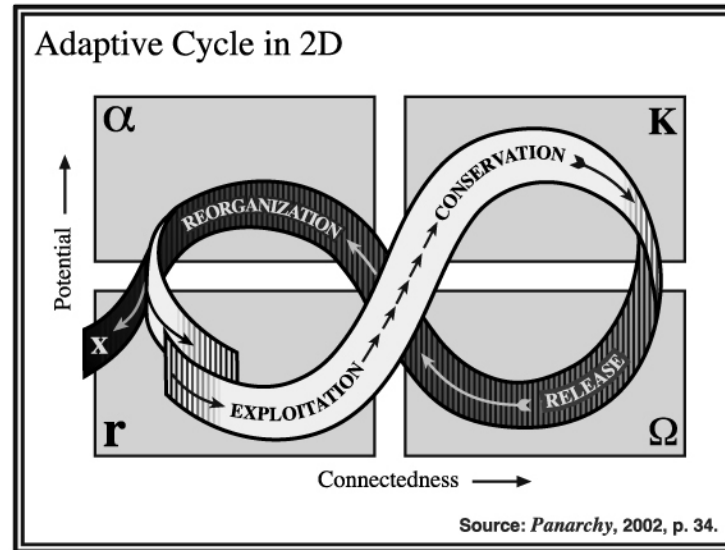 Adaptive Cycle in 2D
α
K
REORGANIZATION
CONSERVATION
Potential
x
EXPLOITATION
RELEASE
r
Ω
Connectedness
Source: Panarchy, 2002, p. 34.